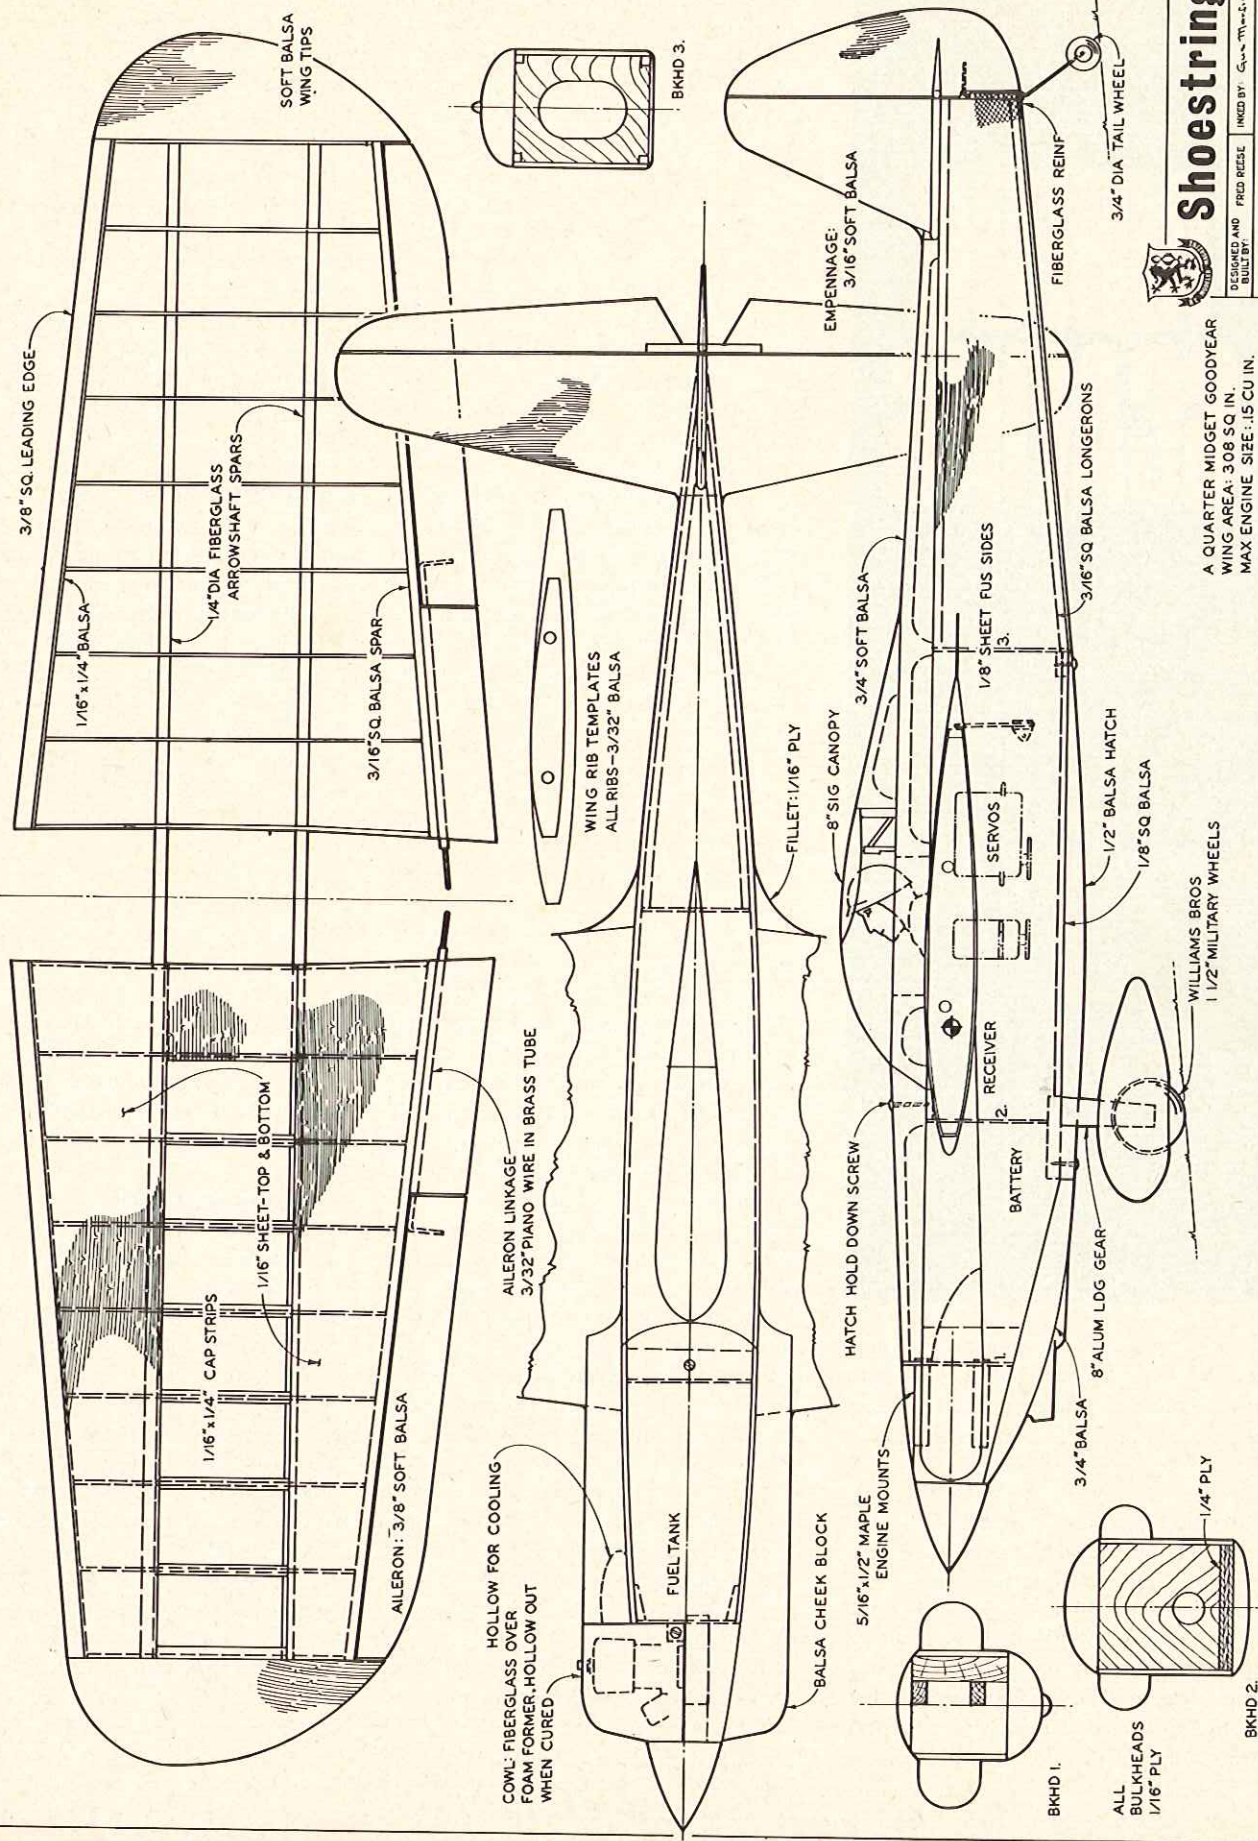 3/8" SQ. LEADING EDGE
1/16" x 1/4" BALSA
1/4" DIA FIBERGLASS
ARROWSHAFT SPARS
3/16" SQ. BALSA SPAR
SOFT BALSA
WING TIPS
1/16" SHEET-TOP & BOTTOM
1/16" x 1/4" CAP STRIPS
AILERON: 3/8" SOFT BALSA
AILERON LINKAGE
3/32" PIANO WIRE IN BRASS TUBE
WING RIB TEMPLATES
ALL RIBS-3/32" BALSA
BKHD 3.
HOLLOW FOR COOLING
COWL: FIBERGLASS OVER
FOAM FORMER. HOLLOW OUT
WHEN CURED
FUEL TANK
BALSA CHEEK BLOCK
FILLET: 1/16" PLY
EMPENNAGE:
3/16" SOFT BALSA
HATCH HOLD DOWN SCREW
8" SIG CANOPY
3/4" SOFT BALSA
N
5/16" x 1/2" MAPLE
ENGINE MOUNTS
1.
BATTERY
2.
RECEIVER
SERVOS
1/8" SHEET FUS SIDES
3.
FIBERGLASS REINF
3/4" DIA TAIL WHEEL
3/16" SQ BALSA LONGERONS
1/2" BALSA HATCH
1/8" SQ BALSA
WILLIAMS BROS
1 1/2" MILITARY WHEELS
8" ALUM LDG GEAR
3/4" BALSA
BKHD 1.
ALL
BULKHEADS
1/16" PLY
1/4" PLY
BKHD 2.
A QUARTER MIDGET GOODYEAR
WING AREA: 308 SQ IN.
MAX ENGINE SIZE: .15 CU IN.
Shoestring
DESIGNED AND
BUILT BY: FRED REESE
INKED BY: